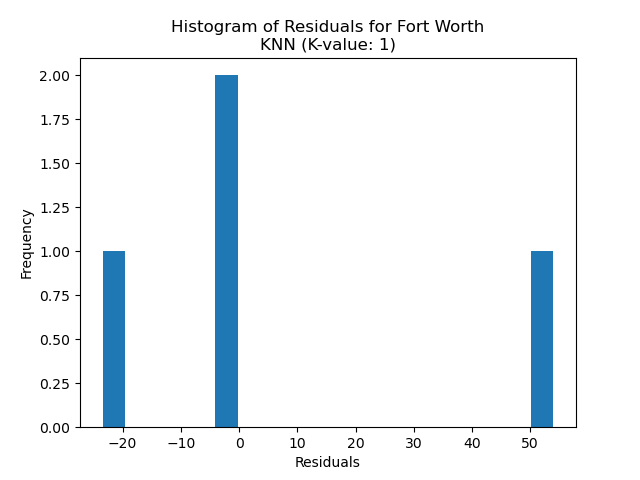 Histogram of Residuals for Fort Worth
KNN (K-value: 1)
2.00
1.75
1.50
1.25
1.00
0.75
0.50
0.25
0.00
Frequency
−20 −10 0 10 20 30 40 50
Residuals